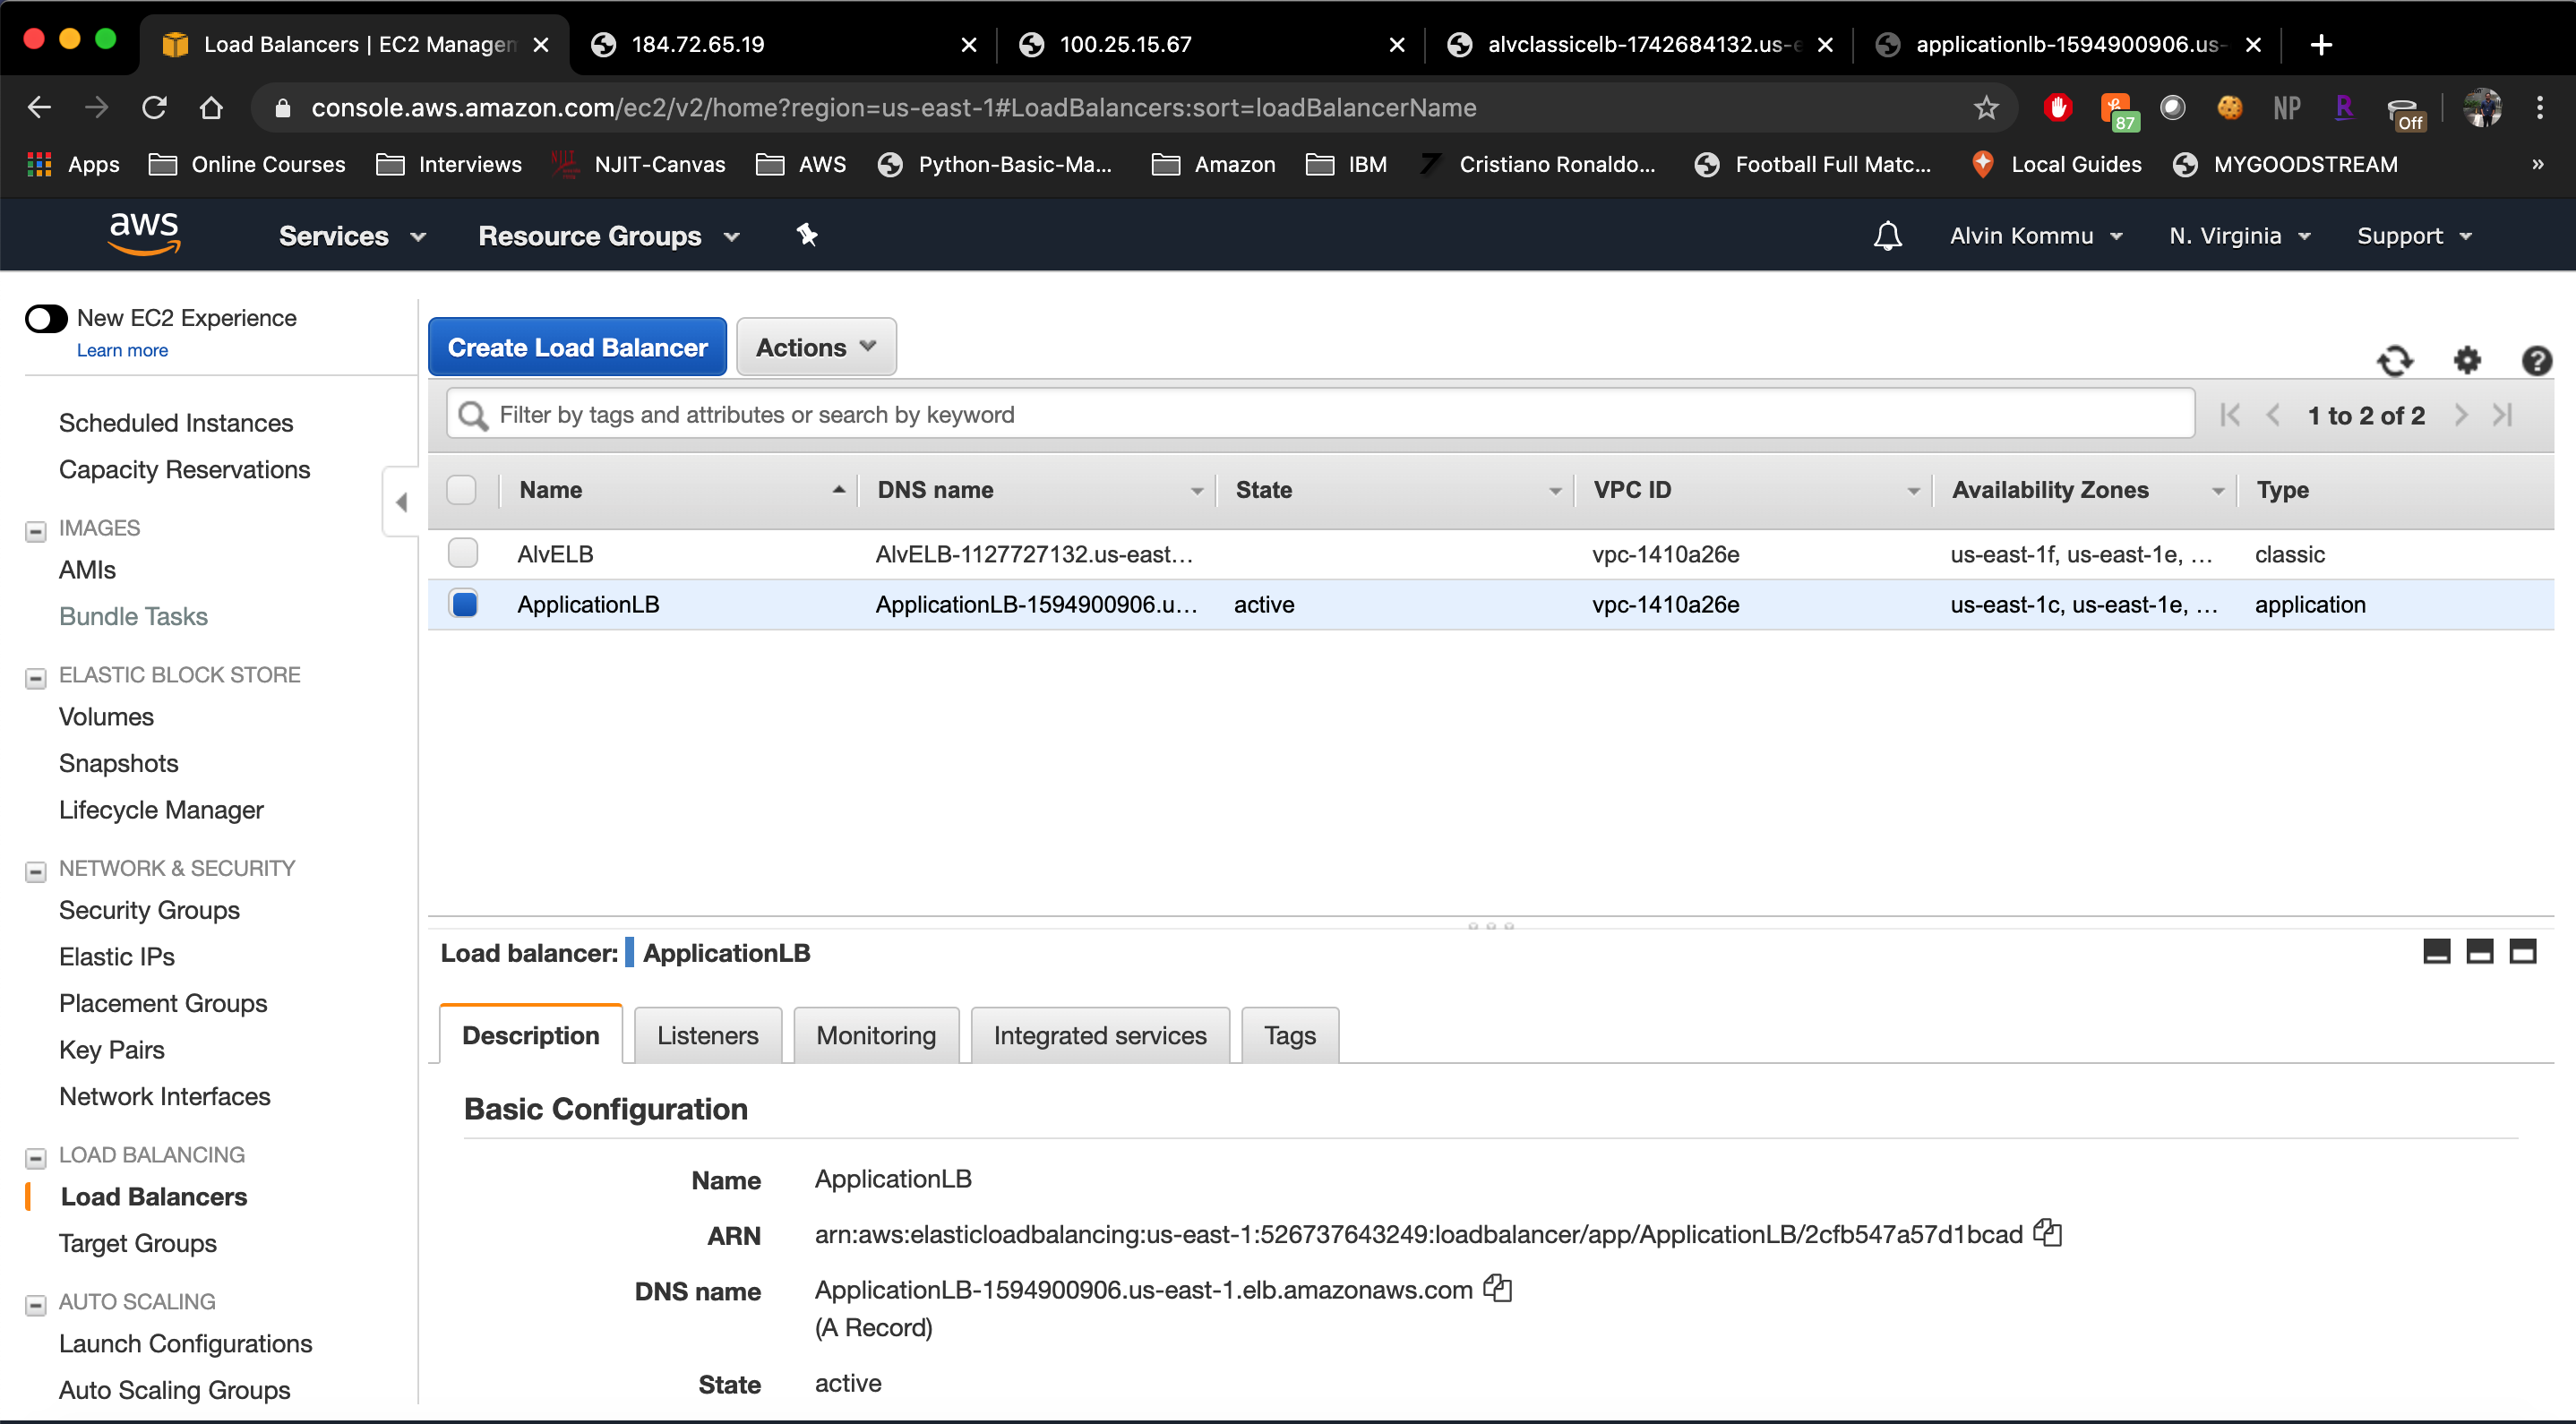 Load Balancers | EC2 Managem
184.72.65.19
100.25.15.67
alvclassicelb-1742684132.us-e
applicationlb-1594900906.us-
console.aws.amazon.com/ec2/v2/home?region=us-east-1#LoadBalancers:sort=loadBalancerName
87
NP
R
Off
Apps
Online Courses
Interviews
NJIT-Canvas
AWS
Python-Basic-Ma...
Amazon
IBM
Cristiano Ronaldo...
Football Full Matc...
Local Guides
MYGOODSTREAM
»
aws
Services
Resource Groups
Alvin Kommu
N. Virginia
Support
New EC2 Experience
Learn more
Scheduled Instances
Capacity Reservations
IMAGES
AMIs
Bundle Tasks
ELASTIC BLOCK STORE
Volumes
Snapshots
Lifecycle Manager
NETWORK & SECURITY
Security Groups
Elastic IPs
Placement Groups
Key Pairs
Network Interfaces
LOAD BALANCING
Load Balancers
Target Groups
AUTO SCALING
Launch Configurations
Auto Scaling Groups
Create Load Balancer
Actions
Filter by tags and attributes or search by keyword
1 to 2 of 2
Name DNS name State VPC ID Availability Zones Type
AlvELB AlvELB-1127727132.us-east... vpc-1410a26e us-east-1f, us-east-1e, ... classic
ApplicationLB ApplicationLB-1594900906.u... active vpc-1410a26e us-east-1c, us-east-1e, ... application
Load balancer: ApplicationLB
Description
Listeners
Monitoring
Integrated services
Tags
Basic Configuration
Name ApplicationLB
ARN arn:aws:elasticloadbalancing:us-east-1:526737643249:loadbalancer/app/ApplicationLB/2cfb547a57d1bcad
DNS name ApplicationLB-1594900906.us-east-1.elb.amazonaws.com
(A Record)
State active